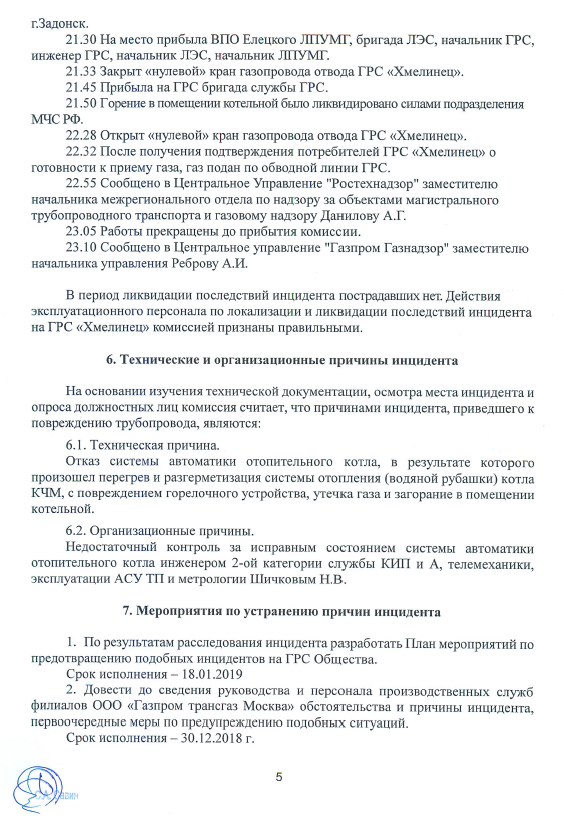 г.Задонск.
21.30 На место прибыла ВПО Елецкого ЛПУМГ, бригада ЛЭС, начальник ГРС,
инженер ГРС, начальник ЛЭС, начальник ЛПУМГ.
21.33 Закрыт «нулевой» кран газопровода отвода ГРС «Хмелинец».
21.45 Прибыла на ГРС бригада службы ГРС.
21.50 Горение в помещении котельной было ликвидировано силами подразделения
МЧС РФ.
22.28 Открыт «нулевой» кран газопровода отвода ГРС «Хмелинец».
22.32 После получения подтверждения потребителей ГРС «Хмелинец» о
готовности к приему газа, газ подан по обводной линии ГРС.
22.55 Сообщено в Центральное Управление "Ростехнадзор" заместителю
начальника межрегионального отдела по надзору за объектами магистрального
трубопроводного транспорта и газовому надзору Данилову А.Г.
23.05 Работы прекращены до прибытия комиссии.
23.10 Сообщено в Центральное управление "Газпром Газнадзор" заместителю
начальника управления Реброву А.И.
В период ликвидации последствий инцидента пострадавших нет. Действия
эксплуатационного персонала по локализации и ликвидации последствий инцидента
на ГРС «Хмелинец» комиссией признаны правильными.
6. Технические и организационные причины инцидента
На основании изучения технической документации, осмотра места инцидента и
опроса должностных лиц комиссия считает, что причинами инцидента, приведшего к
повреждению трубопровода, являются:
6.1. Техническая причина.
Отказ системы автоматики отопительного котла, в результате которого
произошел перегрев и разгерметизация системы отопления (водяной рубашки) котла
КЧМ, с повреждением горелочного устройства, утечка газа и загорание в помещении
котельной.
6.2. Организационные причины.
Недостаточный контроль за исправным состоянием системы автоматики
отопительного котла инженером 2-ой категории службы КИП и А, телемеханики,
эксплуатации АСУ ТП и метрологии Шичковым Н.В.
7. Мероприятия по устранению причин инцидента
1. По результатам расследования инцидента разработать План мероприятий по
предотвращению подобных инцидентов на ГРС Общества.
Срок исполнения – 18.01.2019
2. Довести до сведения руководства и персонала производственных служб
филиалов ООО «Газпром трансгаз Москва» обстоятельства и причины инцидента,
первоочередные меры по предупреждению подобных ситуаций.
Срок исполнения – 30.12.2018 г.
5